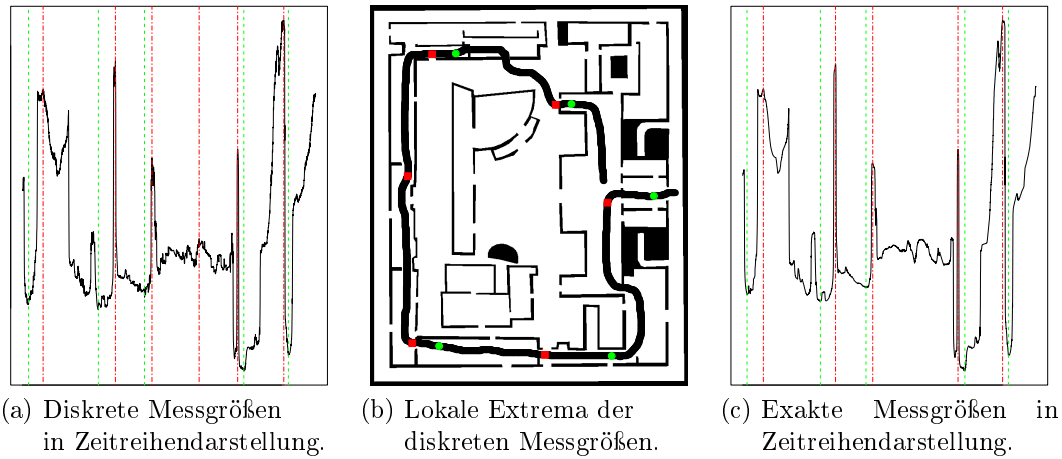 (a) Diskrete Messgrößen
in Zeitreihendarstellung.
(b) Lokale Extrema der
diskreten Messgrößen.
(c) Exakte Messgrößen in
Zeitreihendarstellung.